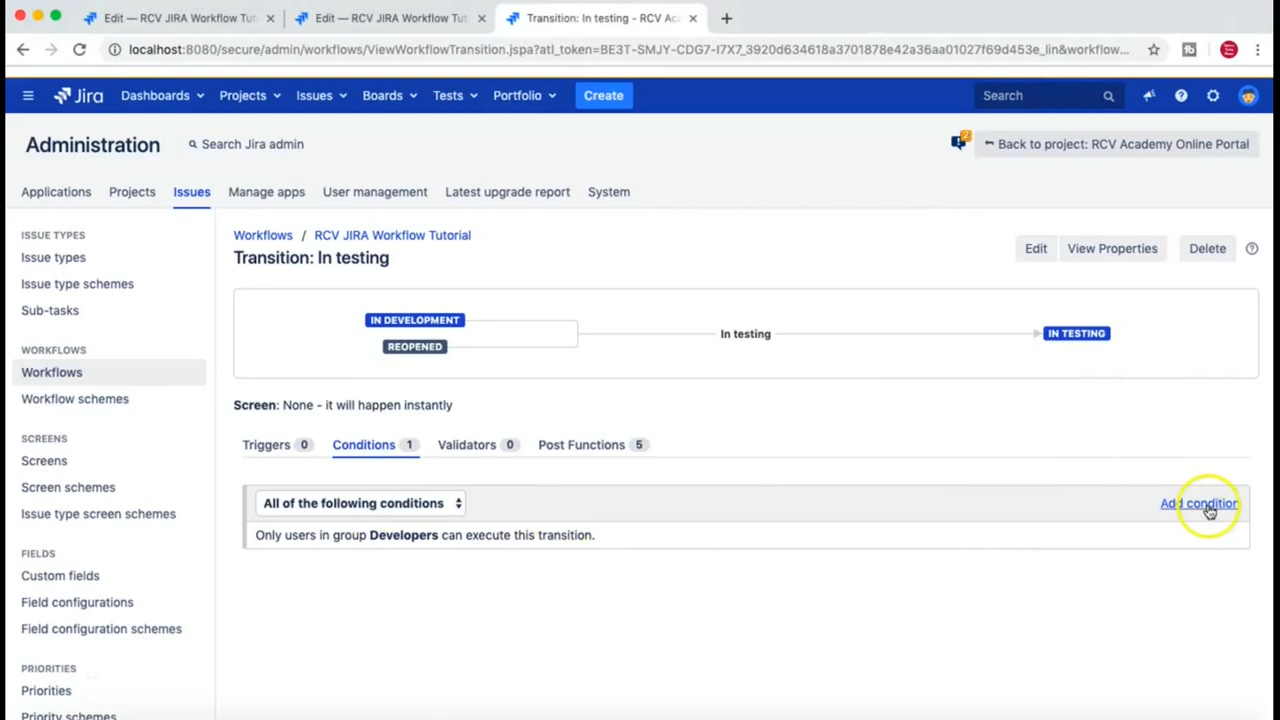 Edit — RCV JIRA Workflow Tut
Edit — RCV JIRA Workflow Tut
Transition: In testing - RCV Ac
localhost:8080/secure/admin/workflows/ViewWorkflowTransition.jspa?atl_token=BE3T-SMJY-CDG7-I7X7_3920d634618a3701878e42a36aa01027f69d453e_lin&workflow...
Jira
Dashboards
Projects
Issues
Boards
Tests
Portfolio
Create
Search
Administration
Search Jira admin
2
Back to project: RCV Academy Online Portal
Applications
Projects
Issues
Manage apps
User management
Latest upgrade report
System
ISSUE TYPES
Issue types
Issue type schemes
Sub-tasks
WORKFLOWS
Workflows
Workflow schemes
SCREENS
Screens
Screen schemes
Issue type screen schemes
FIELDS
Custom fields
Field configurations
Field configuration schemes
PRIORITIES
Priorities
Priority schemes
Workflows / RCV JIRA Workflow Tutorial
Transition: In testing
Edit
View Properties
Delete
IN DEVELOPMENT
REOPENED
In testing
IN TESTING
Screen: None - it will happen instantly
Triggers 0
Conditions 1
Validators 0
Post Functions 5
All of the following conditions
Add condition
Only users in group Developers can execute this transition.